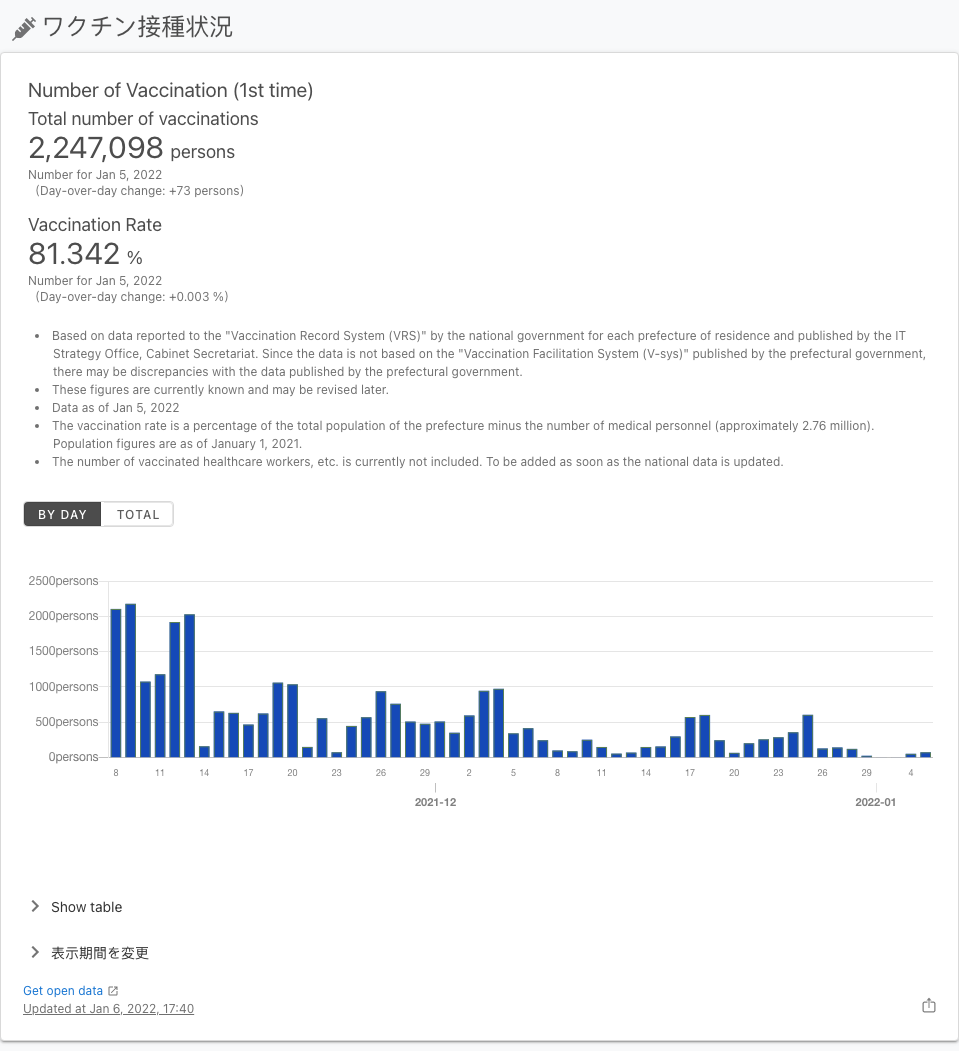 ワクチン接種状況
Number of Vaccination (1st time)
Total number of vaccinations
2,247,098 persons
Number for Jan 5, 2022
(Day-over-day change: +73 persons)
Vaccination Rate
81.342 %
Number for Jan 5, 2022
(Day-over-day change: +0.003 %)
• Based on data reported to the "Vaccination Record System (VRS)" by the national government for each prefecture of residence and published by the IT
Strategy Office, Cabinet Secretariat. Since the data is not based on the "Vaccination Facilitation System (V-sys)" published by the prefectural government,
there may be discrepancies with the data published by the prefectural government.
• These figures are currently known and may be revised later.
• Data as of Jan 5, 2022
• The vaccination rate is a percentage of the total population of the prefecture minus the number of medical personnel (approximately 2.76 million).
Population figures are as of January 1, 2021.
• The number of vaccinated healthcare workers, etc. is currently not included. To be added as soon as the national data is updated.
BY DAY TOTAL
2500persons
2000persons
1500persons
1000persons
500persons
0persons
8 11 14 17 20 23 26 29 2 5 8 11 14 17 20 23 26 29 4
2021-12 2022-01
Show table
表示期間を変更
Get open data
Updated at Jan 6, 2022, 17:40